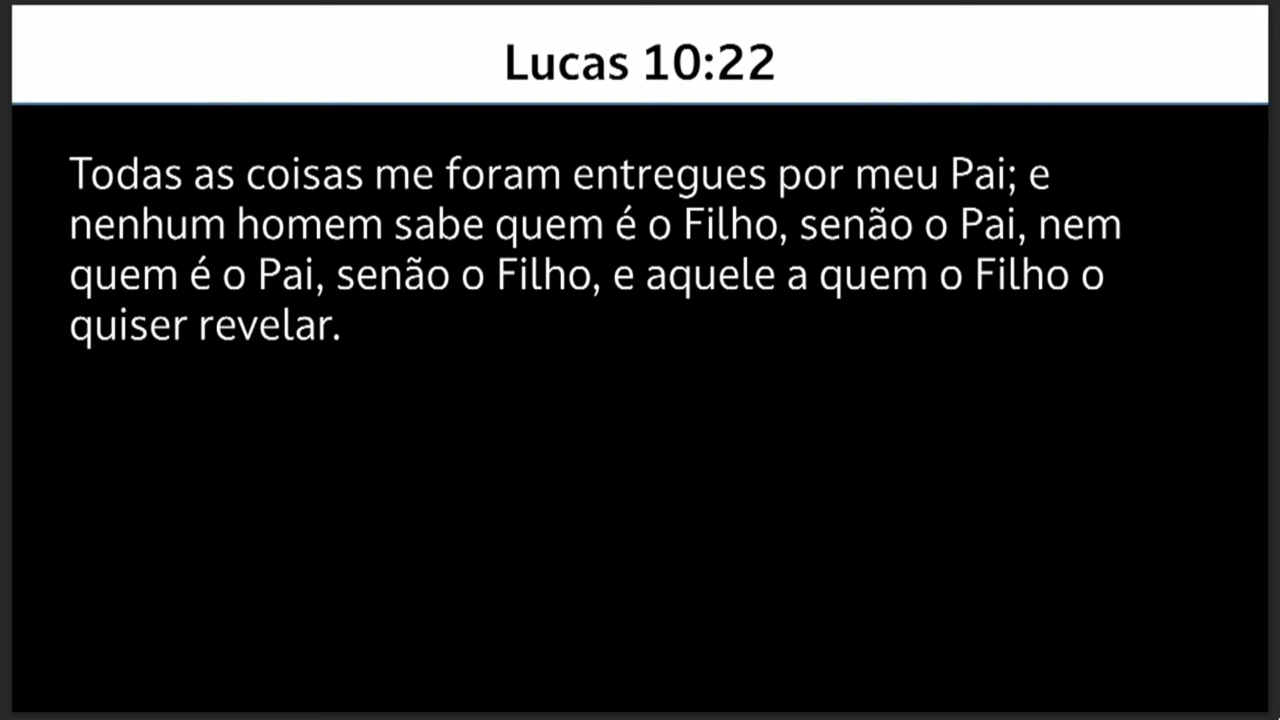 Lucas 10:22
Todas as coisas me foram entregues por meu Pai; e
nenhum homem sabe quem é o Filho, senão o Pai, nem
quem é o Pai, senão o Filho, e aquele a quem o Filho o
quiser revelar.